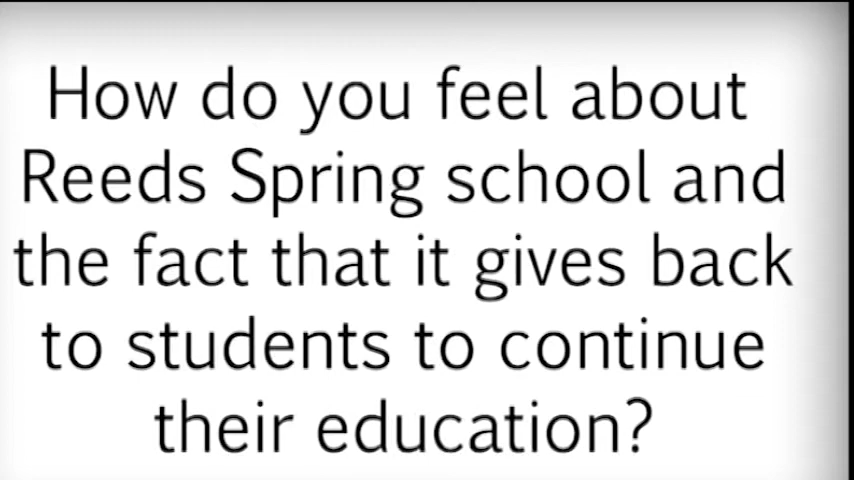 How do you feel about
Reeds Spring school and
the fact that it gives back
to students to continue
their education?